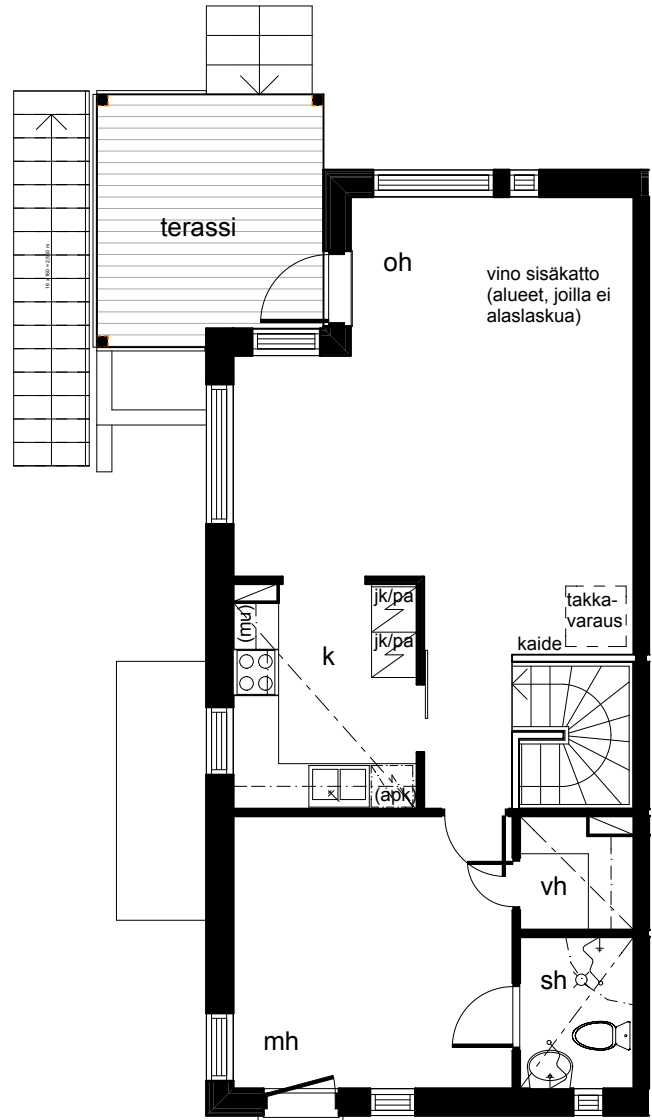 terassi
oh
vino sisäkatto
(alueet, joilla ei
alaslaskua)
jk/pa
takka-
varaus
(mu)
k
jk/pa
kaide
(apk)
vh
sh
mh